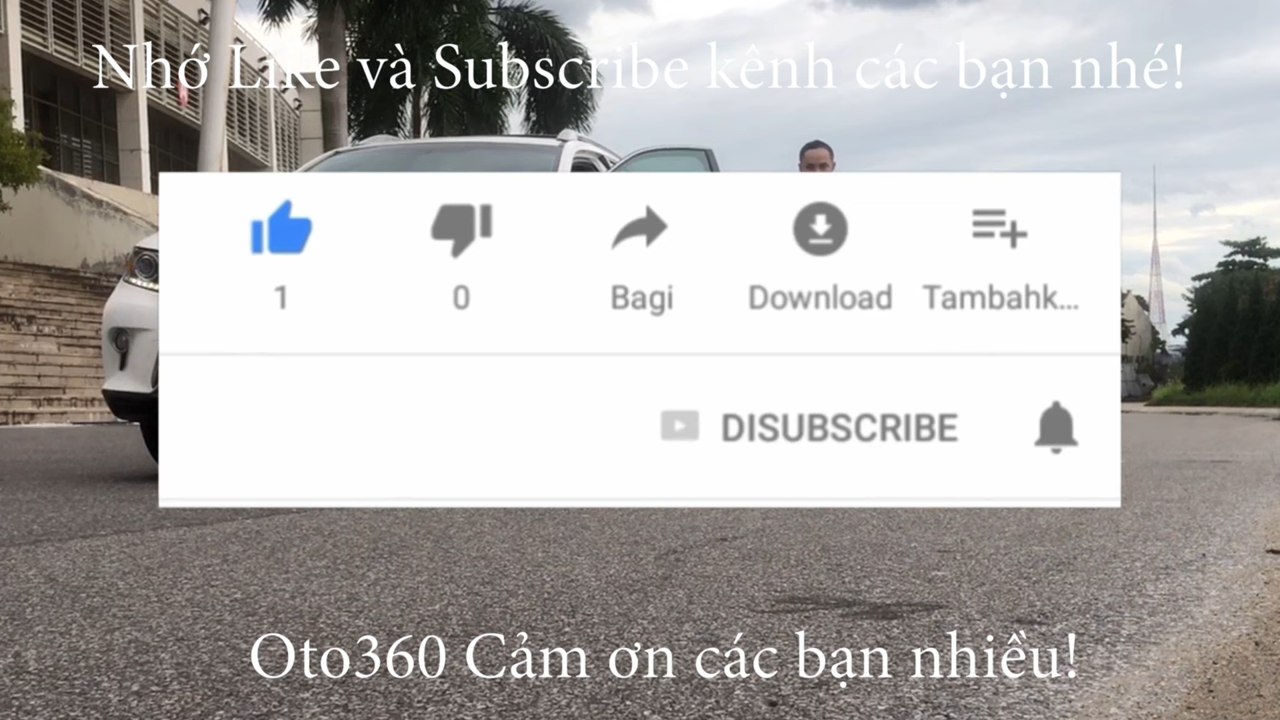 Nhớ Like và Subscribe kênh các bạn nhé!
1
0
Bagi
Download
Tambahk...
DISUBSCRIBE
Oto360 Cảm ơn các bạn nhiều!